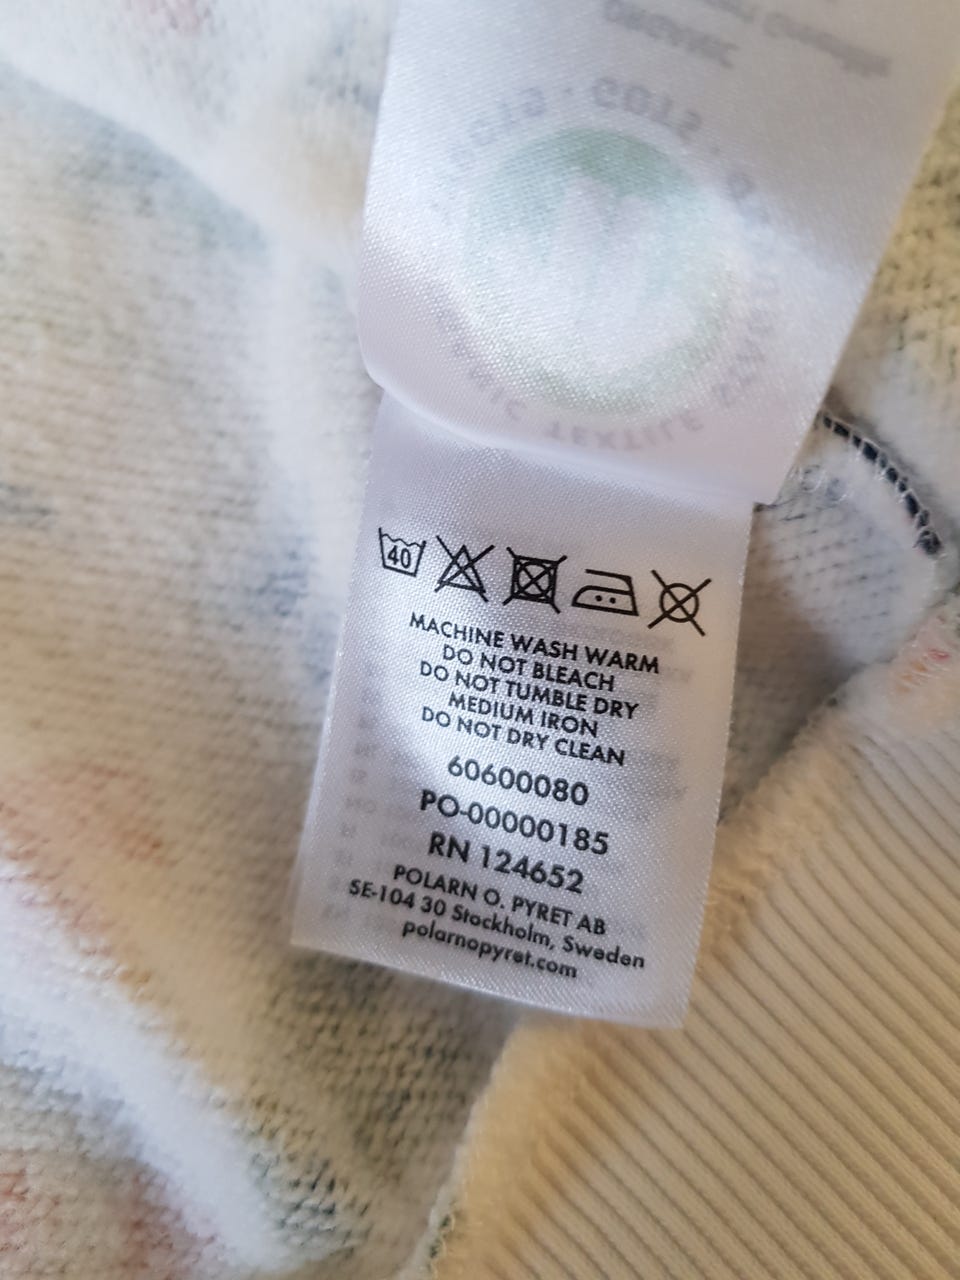 40
MACHINE WASH WARM
DO NOT BLEACH
DO NOT TUMBLE DRY
MEDIUM IRON
DO NOT DRY CLEAN
60600080
PO-00000185
RN 124652
POLARN O. PYRET AB
SE-104 30 Stockholm, Sweden
polarnopyret.com